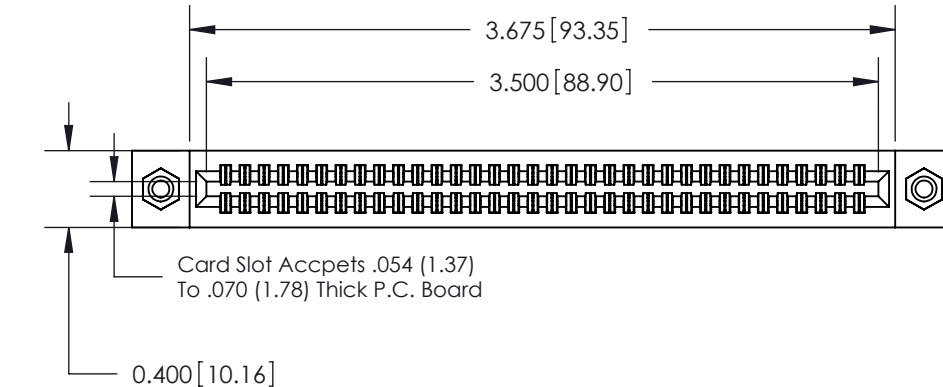 3.675[93.35]
3.500[88.90]
Card Slot Accpets .054 (1.37)
To .070 (1.78) Thick P.C. Board
0.400[10.16]